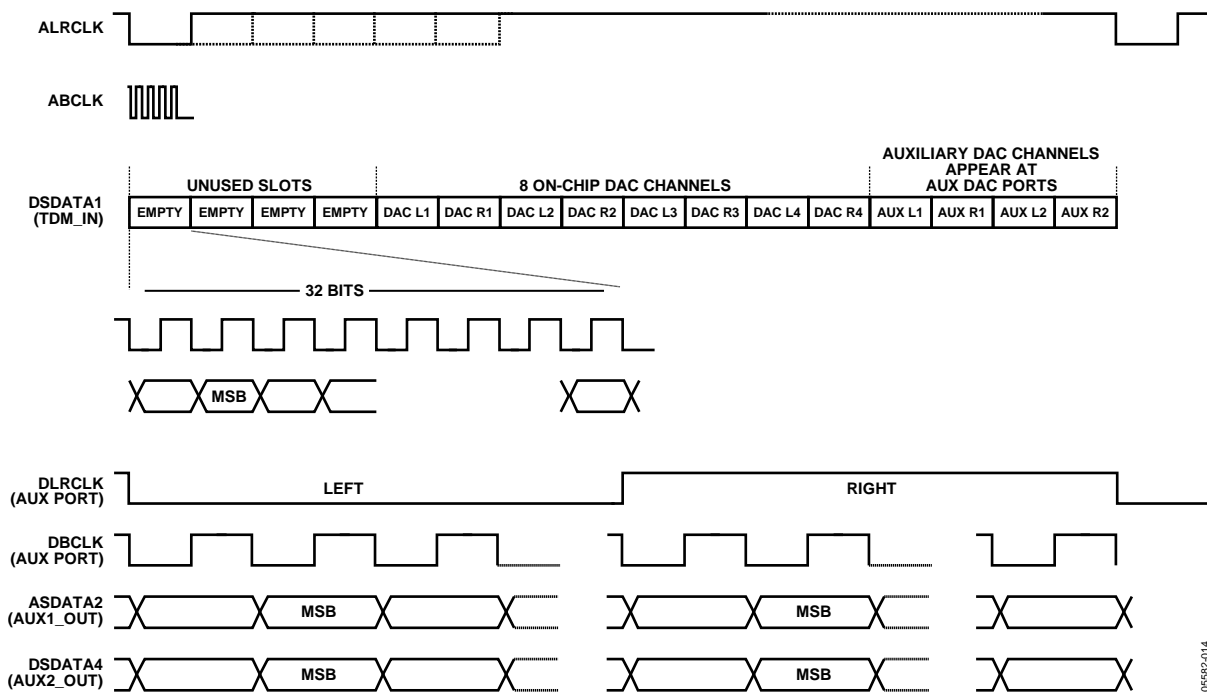 ALRCLK
ABCLK
AUXILIARY DAC CHANNELS
APPEAR AT
AUX DAC PORTS
UNUSED SLOTS
8 ON-CHIP DAC CHANNELS
DSDATA1
(TDM_IN)
EMPTY EMPTY EMPTY EMPTY DAC L1 DAC R1 DAC L2 DAC R2 DAC L3 DAC R3 DAC L4 DAC R4 AUX L1 AUX R1 AUX L2 AUX R2
32 BITS
MSB
DLRCLK
(AUX PORT)
LEFT
RIGHT
DBCLK
(AUX PORT)
ASDATA2
(AUX1_OUT)
MSB
MSB
DSDATA4
(AUX2_OUT)
MSB
MSB
05582-014